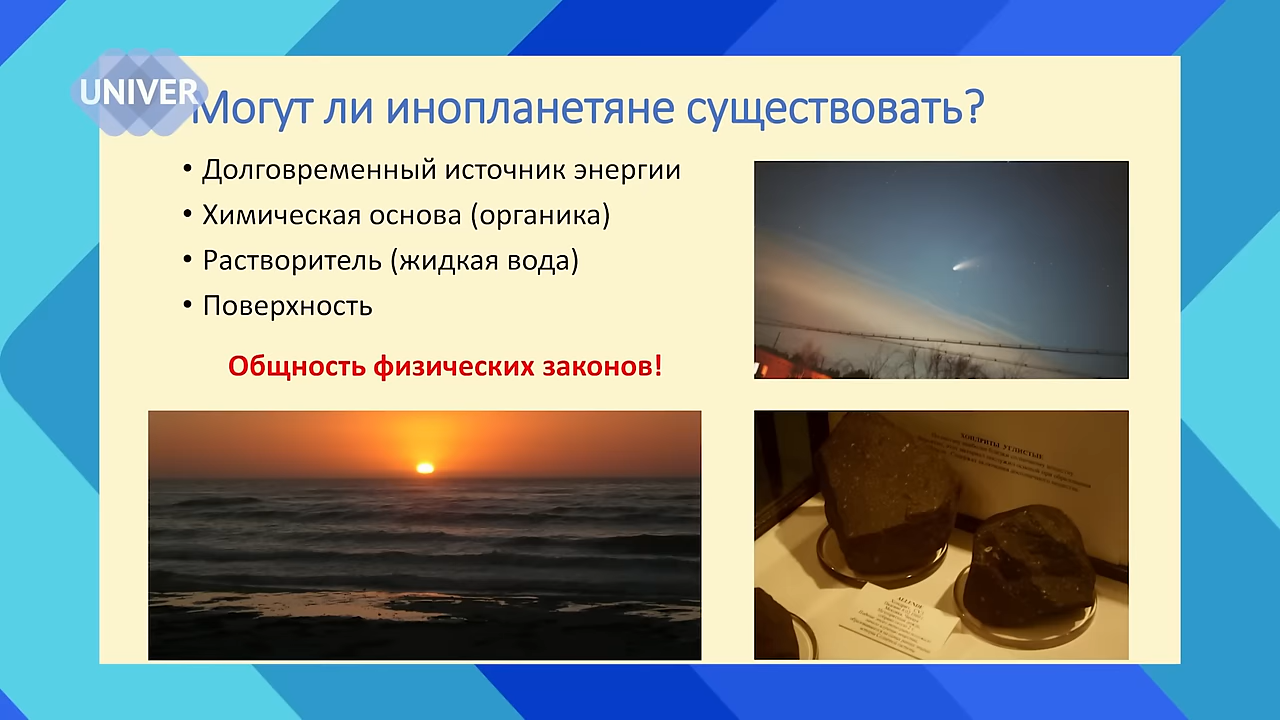 UNIVER
Могут ли инопланетяне существовать?
• Долговременный источник энергии
• Химическая основа (органика)
• Растворитель (жидкая вода)
• Поверхность
Общность физических законов!
ХОНДРИТЫ УГЛИСТЫЕ
ALLENDE